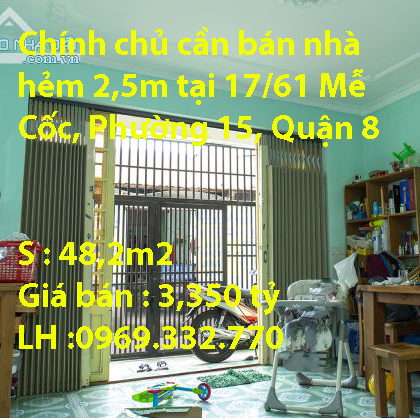 Chính chủ cần bán nhà
hẻm 2,5m tại 17/61 Mễ
Cốc, Phường 15, Quận 8
S : 48,2m2
Giá bán : 3,350 tỷ
LH :0969.332.770